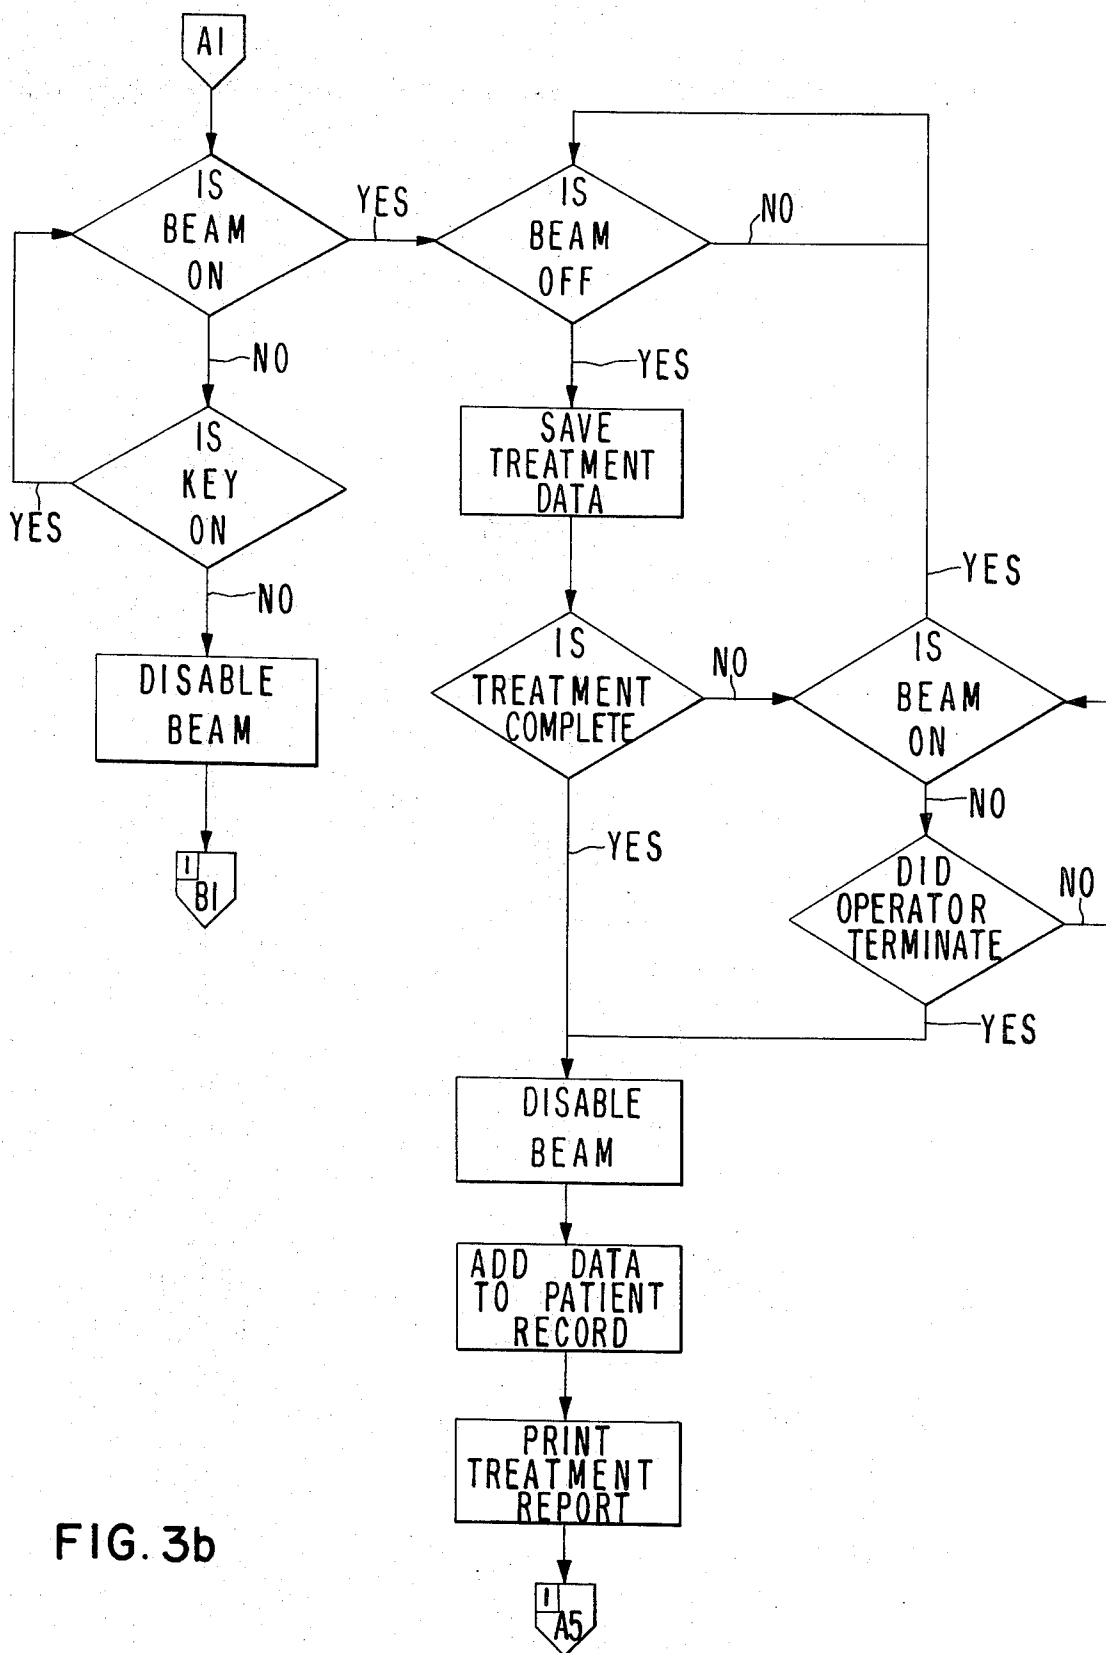 A1
IS
BEAM
ON
YES
NO
IS
KEY
ON
YES
NO
DISABLE
BEAM
1
B1
IS
BEAM
OFF
NO
YES
SAVE
TREATMENT
DATA
IS
TREATMENT
COMPLETE
NO
YES
IS
BEAM
ON
YES
NO
DID
OPERATOR
TERMINATE
NO
YES
DISABLE
BEAM
ADD DATA
TO PATIENT
RECORD
PRINT
TREATMENT
REPORT
1
A5
FIG. 3b